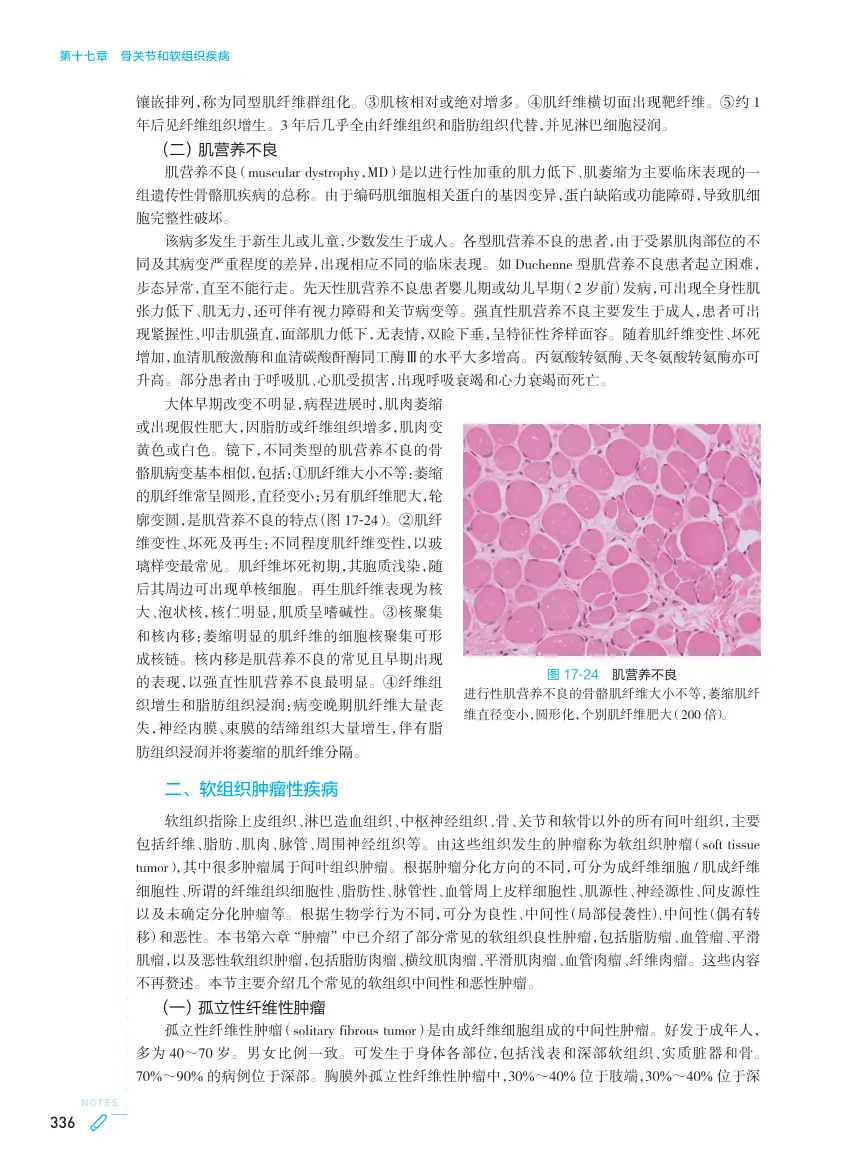 第十七章 骨关节和软组织疾病
镶嵌排列,称为同型肌纤维群组化。③肌核相对或绝对增多。④肌纤维横切面出现靶纤维。⑤约 1
年后见纤维组织增生。3 年后几乎全由纤维组织和脂肪组织代替,并见淋巴细胞浸润。
(二)肌营养不良
肌营养不良(muscular dystrophy,MD)是以进行性加重的肌力低下、肌萎缩为主要临床表现的一
组遗传性骨骼肌疾病的总称。由于编码肌细胞相关蛋白的基因变异,蛋白缺陷或功能障碍,导致肌细
胞完整性破坏。
该病多发生于新生儿或儿童,少数发生于成人。各型肌营养不良的患者,由于受累肌肉部位的不
同及其病变严重程度的差异,出现相应不同的临床表现。如 Duchenne 型肌营养不良患者起立困难,
步态异常,直至不能行走。先天性肌营养不良患者婴儿期或幼儿早期(2 岁前)发病,可出现全身性肌
张力低下、肌无力,还可伴有视力障碍和关节病变等。强直性肌营养不良主要发生于成人,患者可出
现紧握性、叩击肌强直,面部肌力低下,无表情,双睑下垂,呈特征性斧样面容。随着肌纤维变性、坏死
增加,血清肌酸激酶和血清碳酸酐酶同工酶Ⅲ的水平大多增高。丙氨酸转氨酶、天冬氨酸转氨酶亦可
升高。部分患者由于呼吸肌、心肌受损害,出现呼吸衰竭和心力衰竭而死亡。
大体早期改变不明显,病程进展时,肌肉萎缩
或出现假性肥大,因脂肪或纤维组织增多,肌肉变
黄色或白色。镜下,不同类型的肌营养不良的骨
骼肌病变基本相似,包括:①肌纤维大小不等:萎缩
的肌纤维常呈圆形,直径变小;另有肌纤维肥大,轮
廓变圆,是肌营养不良的特点(图 17-24)。②肌纤
维变性、坏死及再生:不同程度肌纤维变性,以玻
璃样变最常见。肌纤维坏死初期,其胞质浅染,随
后其周边可出现单核细胞。再生肌纤维表现为核
大、泡状核,核仁明显,肌质呈嗜碱性。③核聚集
和核内移:萎缩明显的肌纤维的细胞核聚集可形
成核链。核内移是肌营养不良的常见且早期出现
的表现,以强直性肌营养不良最明显。④纤维组
织增生和脂肪组织浸润:病变晚期肌纤维大量丧
失,神经内膜、束膜的结缔组织大量增生,伴有脂
肪组织浸润并将萎缩的肌纤维分隔。
图 17-24 肌营养不良
进行性肌营养不良的骨骼肌纤维大小不等,萎缩肌纤
维直径变小,圆形化,个别肌纤维肥大(200 倍)。
二、软组织肿瘤性疾病
软组织指除上皮组织、淋巴造血组织、中枢神经组织、骨、关节和软骨以外的所有间叶组织,主要
包括纤维、脂肪、肌肉、脉管、周围神经组织等。由这些组织发生的肿瘤称为软组织肿瘤(soft tissue
tumor),其中很多肿瘤属于间叶组织肿瘤。根据肿瘤分化方向的不同,可分为成纤维细胞 / 肌成纤维
细胞性、所谓的纤维组织细胞性、脂肪性、脉管性、血管周上皮样细胞性、肌源性、神经源性、间皮源性
以及未确定分化肿瘤等。根据生物学行为不同,可分为良性、中间性(局部侵袭性)、中间性(偶有转
移)和恶性。本书第六章“肿瘤”中已介绍了部分常见的软组织良性肿瘤,包括脂肪瘤、血管瘤、平滑
肌瘤,以及恶性软组织肿瘤,包括脂肪肉瘤、横纹肌肉瘤、平滑肌肉瘤、血管肉瘤、纤维肉瘤。这些内容
不再赘述。本节主要介绍几个常见的软组织中间性和恶性肿瘤。
(一)孤立性纤维性肿瘤
孤立性纤维性肿瘤(solitary fibrous tumor)是由成纤维细胞组成的中间性肿瘤。好发于成年人,
多为 40～70 岁。男女比例一致。可发生于身体各部位,包括浅表和深部软组织、实质脏器和骨。
70%～90% 的病例位于深部。胸膜外孤立性纤维性肿瘤中,30%～40% 位于肢端,30%～40% 位于深
NOTES
336